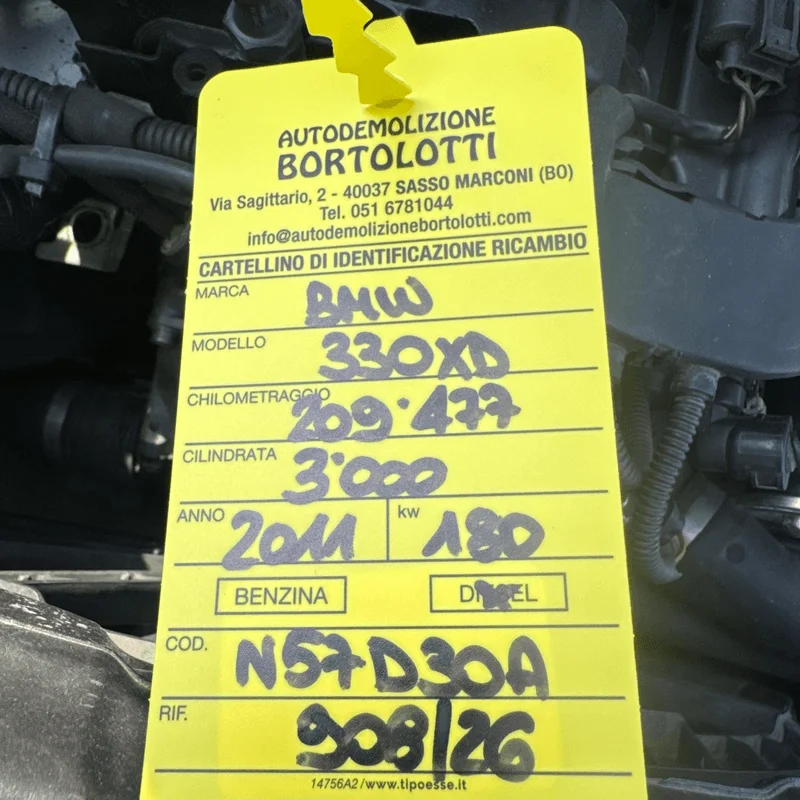 AUTODEMOLIZIONE
BORTOLOTTI
Via Sagittario, 2 - 40037 SASSO MARCONI (BO)
Tel. 051 6781044
info@autodemolizionebortolotti.com
CARTELLINO DI IDENTIFICAZIONE RICAMBIO
MARCA BMW
MODELLO 330XD
CHILOMETRAGGIO 209.477
CILINDRATA 3.000
ANNO 2011 kw 180
BENZINA DIESEL
COD. N57D30A
RIF. 908/26
14756A2/www.tipoesse.it